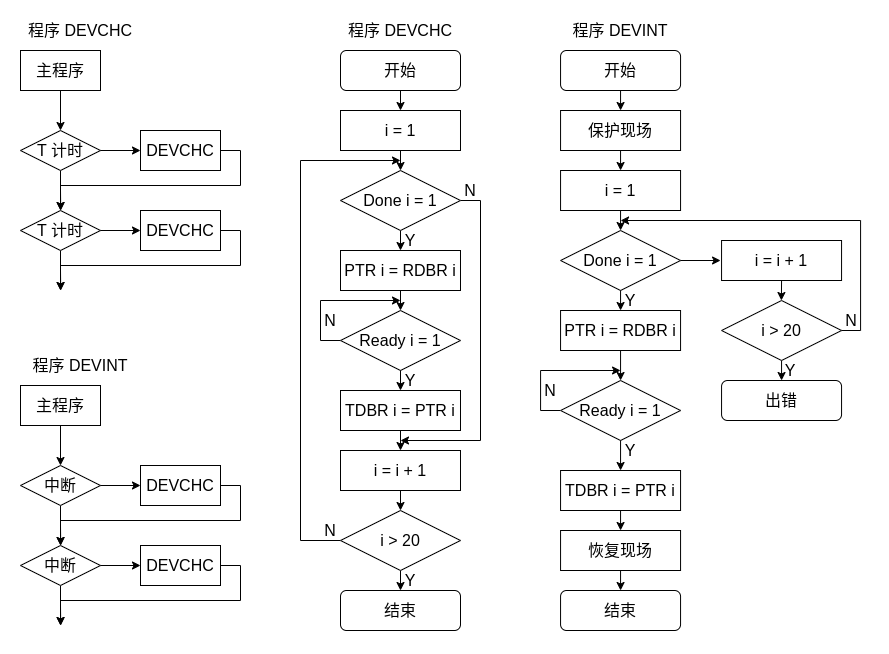 程序 DEVCHC
主程序
T 计时
DEVCHC
T 计时
DEVCHC
程序 DEVINT
主程序
中断
DEVCHC
中断
DEVCHC
程序 DEVCHC
开始
i = 1
Done i = 1
N
Y
PTR i = RDBR i
N
Ready i = 1
Y
TDBR i = PTR i
i = i + 1
N
i > 20
Y
结束
程序 DEVINT
开始
保护现场
i = 1
Done i = 1
Y
PTR i = RDBR i
N
Ready i = 1
Y
TDBR i = PTR i
恢复现场
结束
i = i + 1
i > 20
N
Y
出错